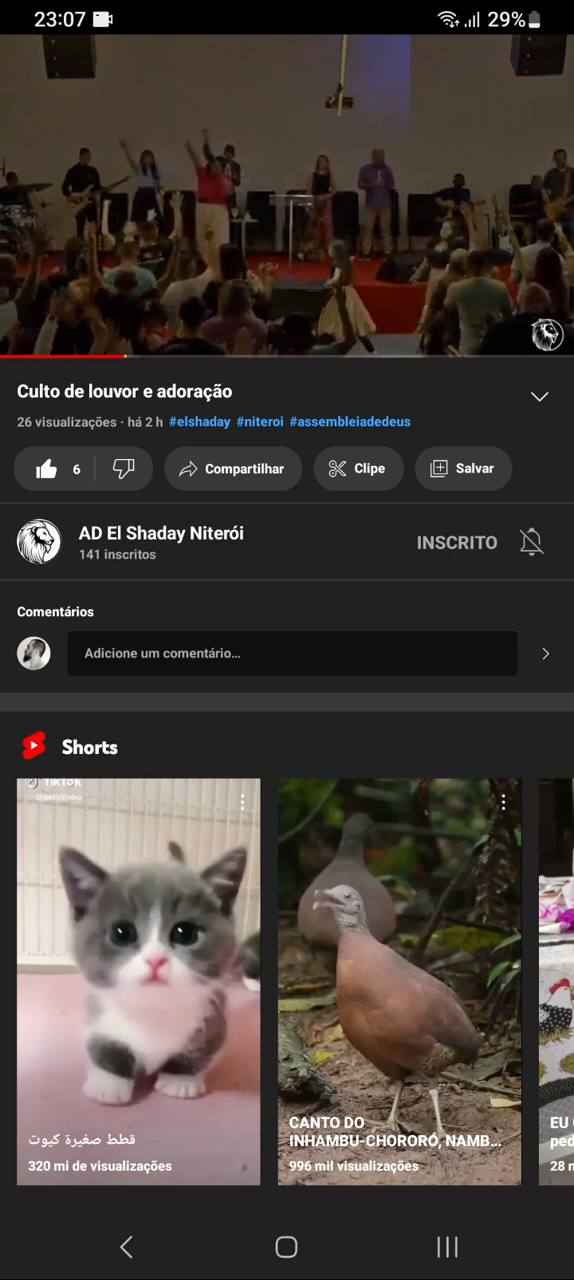 23:07
29%
Culto de louvor e adoração
26 visualizações · há 2 h #elshaday #niteroi #assembleiadedeus
6
Compartilhar
Clipe
Salvar
AD El Shaday Niterói
141 inscritos
INSCRITO
Comentários
Adicione um comentário...
Shorts
TikTok
قطط صغيرة كيوت
320 mi de visualizações
CANTO DO
INHAMBU-CHORORÓ, NAMB...
996 mil visualizações
EU
ped
28 m